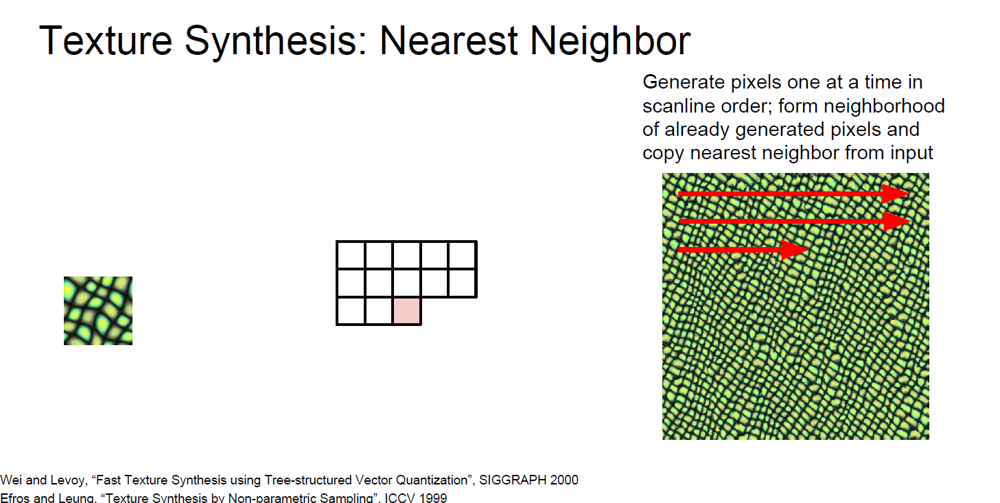 Texture Synthesis: Nearest Neighbor
Generate pixels one at a time in
scanline order; form neighborhood
of already generated pixels and
copy nearest neighbor from input
Wei and Levoy, “Fast Texture Synthesis using Tree-structured Vector Quantization”, SIGGRAPH 2000
Efros and Leung, “Texture Synthesis by Non-parametric Sampling”, ICCV 1999